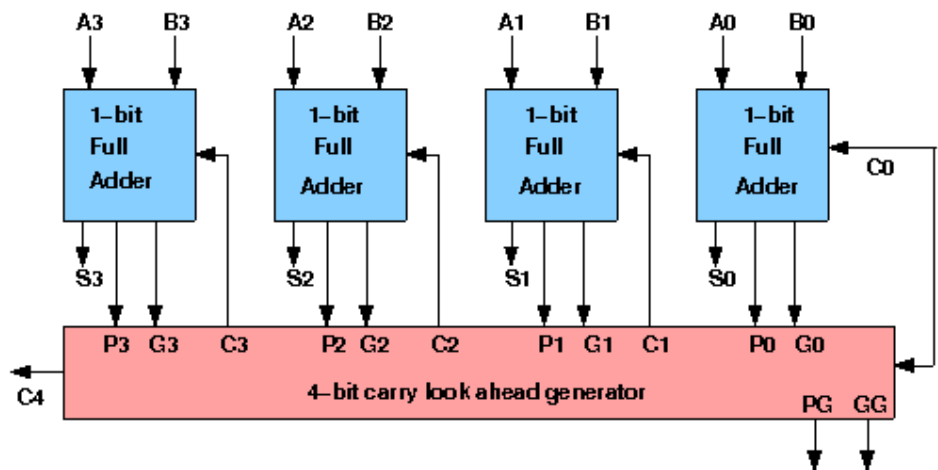 A3 B3 A2 B2 A1 B1 A0 B0
1-bit Full Adder
1-bit Full Adder
1-bit Full Adder
1-bit Full Adder
C0
S3 S2 S1 S0
P3 G3 C3 P2 G2 C2 P1 G1 C1 P0 G0
C4
4-bit carry look ahead generator
PG GG